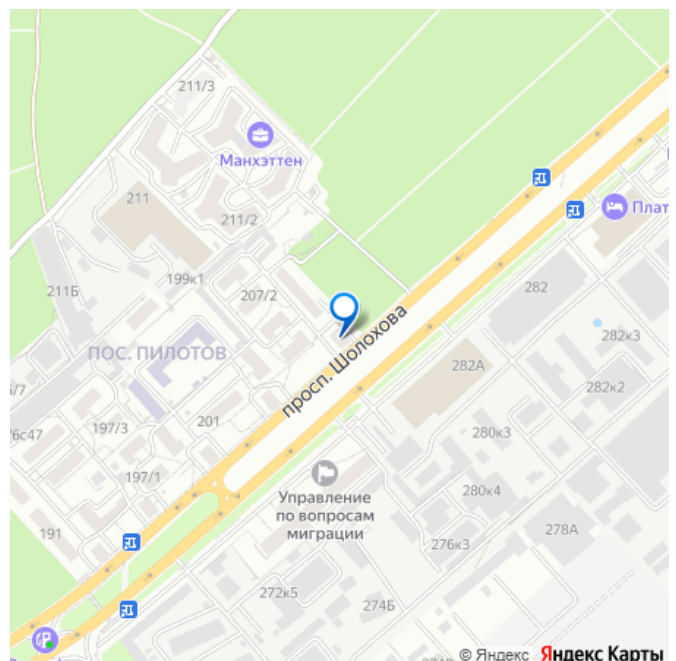 211/3
Манхэттен
211
211/2
Плат
199к1
211Б
207/2
282
просп. Шолохова
282к3
ПОС. ПИЛОТОВ
282А
/7
282к2
201
6с47
197/3
280к3
197/1
Управление
по вопросам
миграции
280к4
191
278А
276к3
272к5
274Б
© Яндекс Яндекс Карты